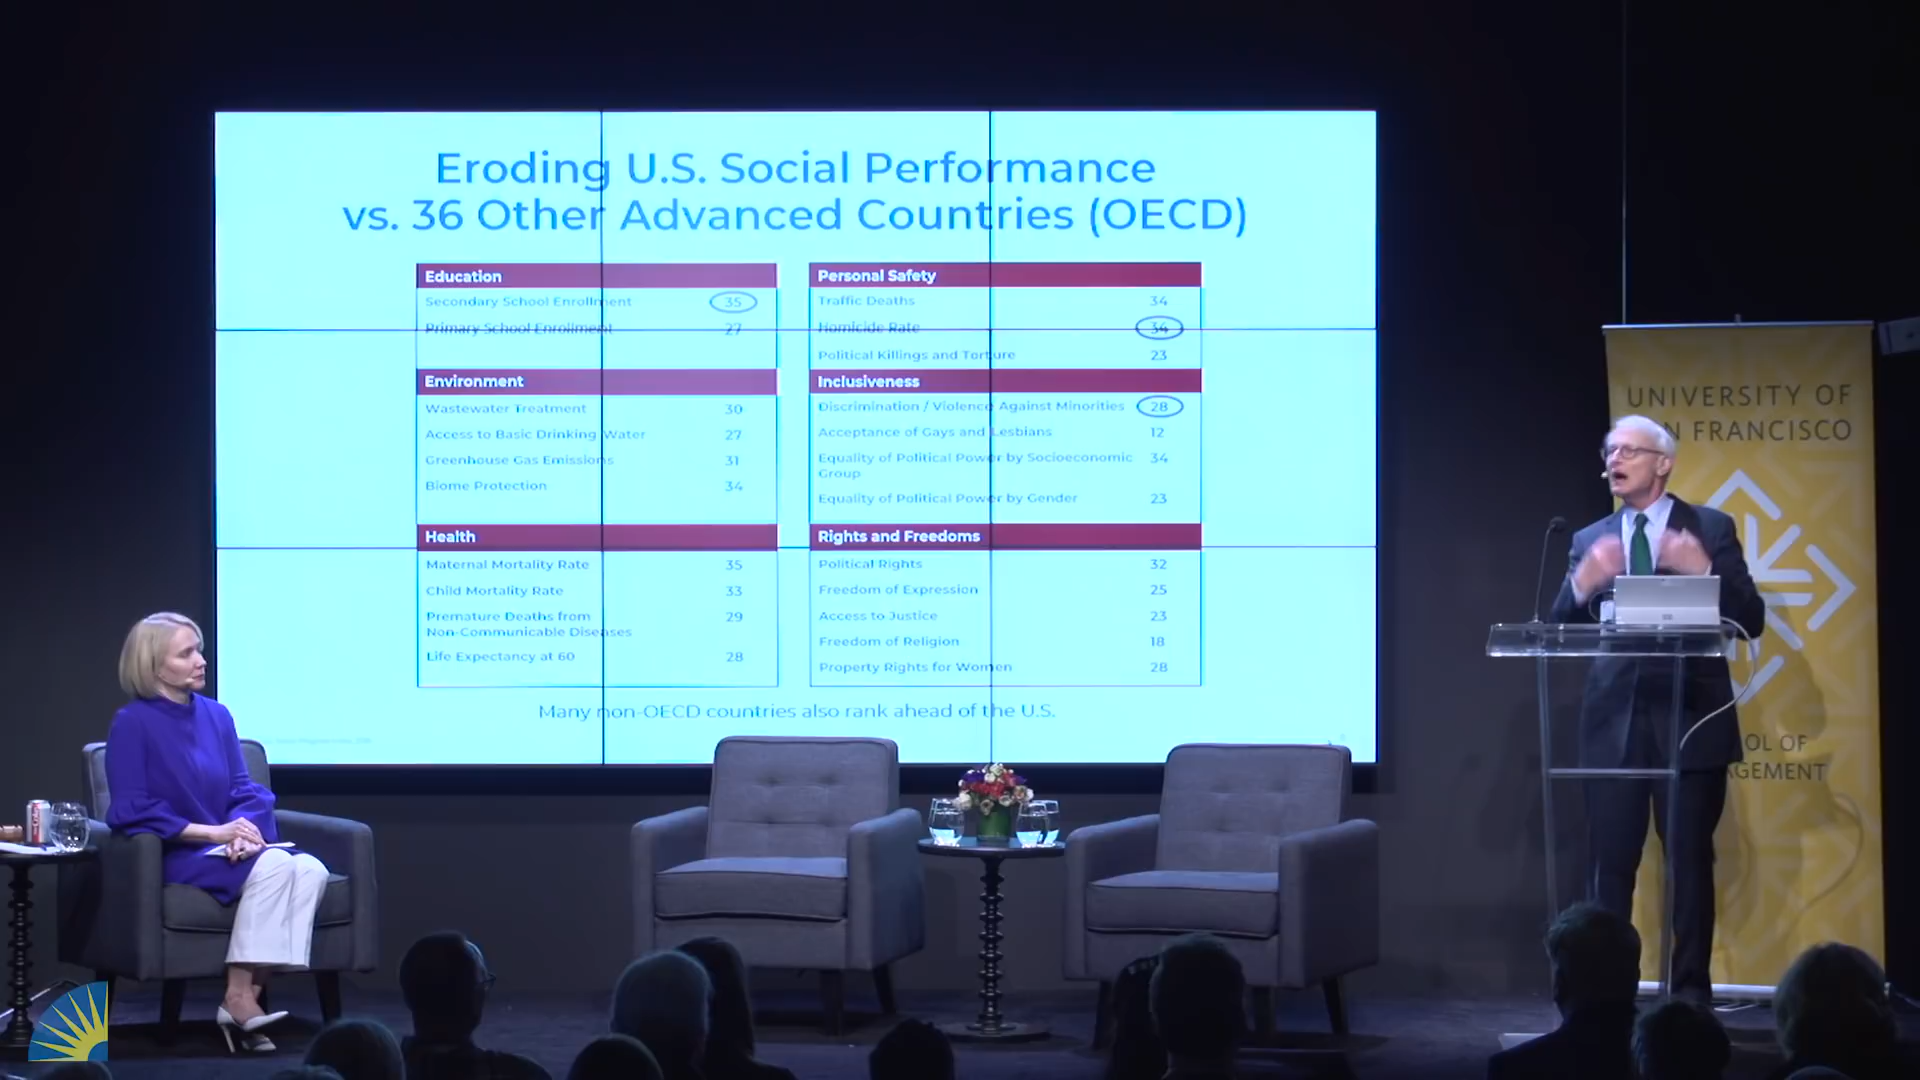 Eroding U.S. Social Performance
vs. 36 Other Advanced Countries (OECD)
Education
Secondary School Enrollment 35
Primary School Enrollment 27
Environment
Wastewater Treatment 30
Access to Basic Drinking Water 27
Greenhouse Gas Emissions 31
Biome Protection 34
Health
Maternal Mortality Rate 35
Child Mortality Rate 33
Premature Deaths from 29
Non-Communicable Diseases
Life Expectancy at 60 28
Personal Safety
Traffic Deaths 34
Homicide Rate 34
Political Killings and Torture 23
Inclusiveness
Discrimination / Violence Against Minorities 28
Acceptance of Gays and Lesbians 12
Equality of Political Power by Socioeconomic 34
Group
Equality of Political Power by Gender 23
Rights and Freedoms
Political Rights 32
Freedom of Expression 25
Access to Justice 23
Freedom of Religion 18
Property Rights for Women 28
Many non-OECD countries also rank ahead of the U.S.
UNIVERSITY OF
N FRANCISCO
OL OF
AGEMENT